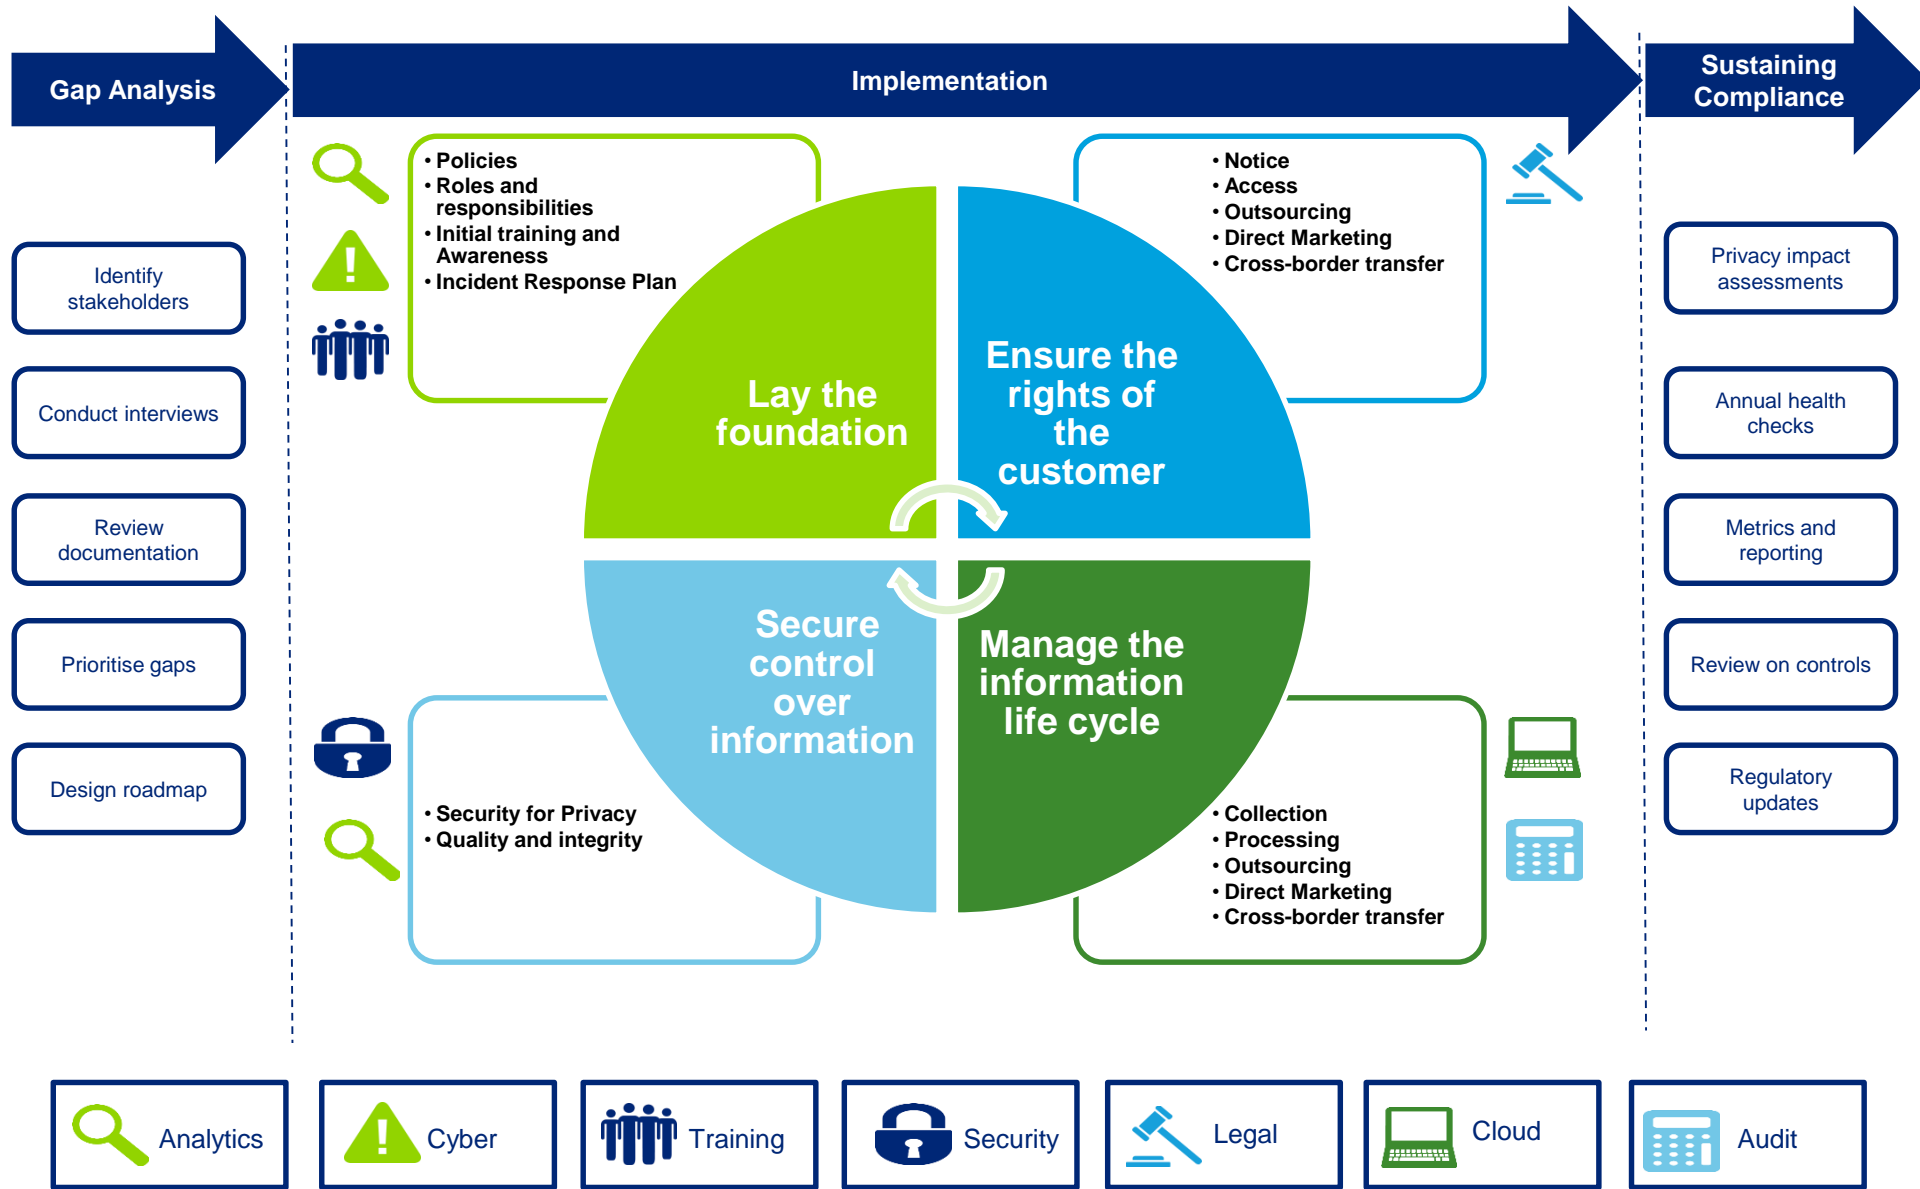 Gap Analysis
Implementation
Sustaining
Compliance
Identify
stakeholders
Conduct interviews
Review
documentation
Prioritise gaps
Design roadmap
• Policies
• Roles and
responsibilities
• Initial training and
Awareness
• Incident Response Plan
• Notice
• Access
• Outsourcing
• Direct Marketing
• Cross-border transfer
Lay the
foundation
Ensure the
rights of
the
customer
Secure
control
over
information
Manage the
information
life cycle
• Security for Privacy
• Quality and integrity
• Collection
• Processing
• Outsourcing
• Direct Marketing
• Cross-border transfer
Privacy impact
assessments
Annual health
checks
Metrics and
reporting
Review on controls
Regulatory
updates
Analytics
Cyber
Training
Security
Legal
Cloud
Audit